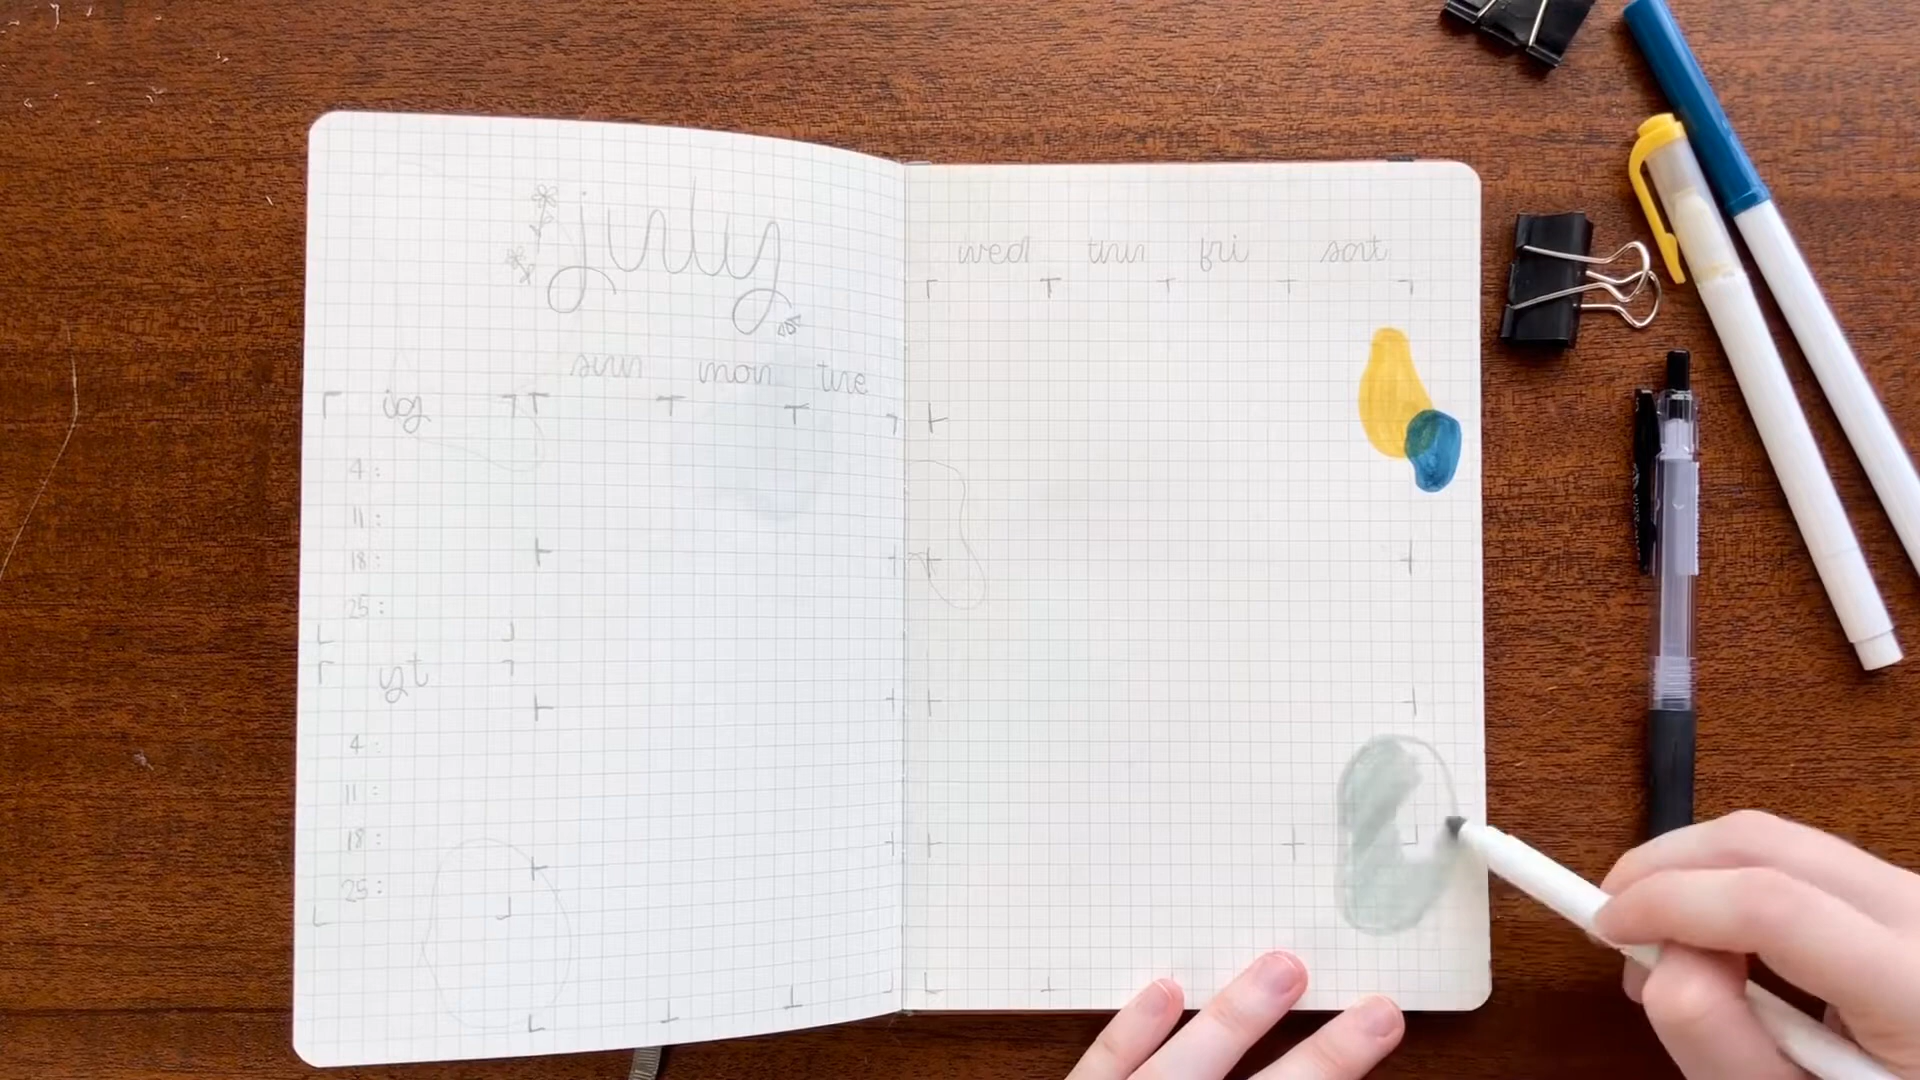 july
sun mon tue
ig
4:
11:
18:
25:
yt
4:
11:
18:
25:
wed thu fri sat